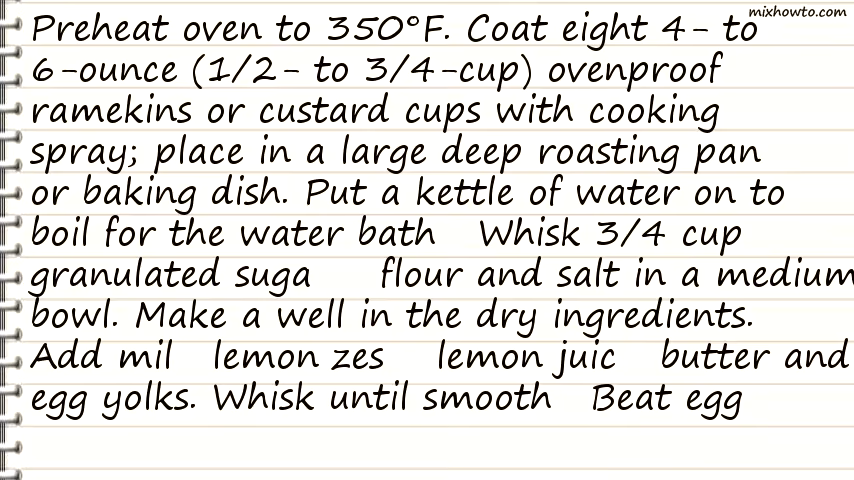 mixhowto.com
Preheat oven to 350°F. Coat eight 4- to
6-ounce (1/2- to 3/4-cup) ovenproof
ramekins or custard cups with cooking
spray; place in a large deep roasting pan
or baking dish. Put a kettle of water on to
boil for the water bath Whisk 3/4 cup
granulated suga flour and salt in a medium
bowl. Make a well in the dry ingredients.
Add mil lemon zes lemon juic butter and
egg yolks. Whisk until smooth Beat egg